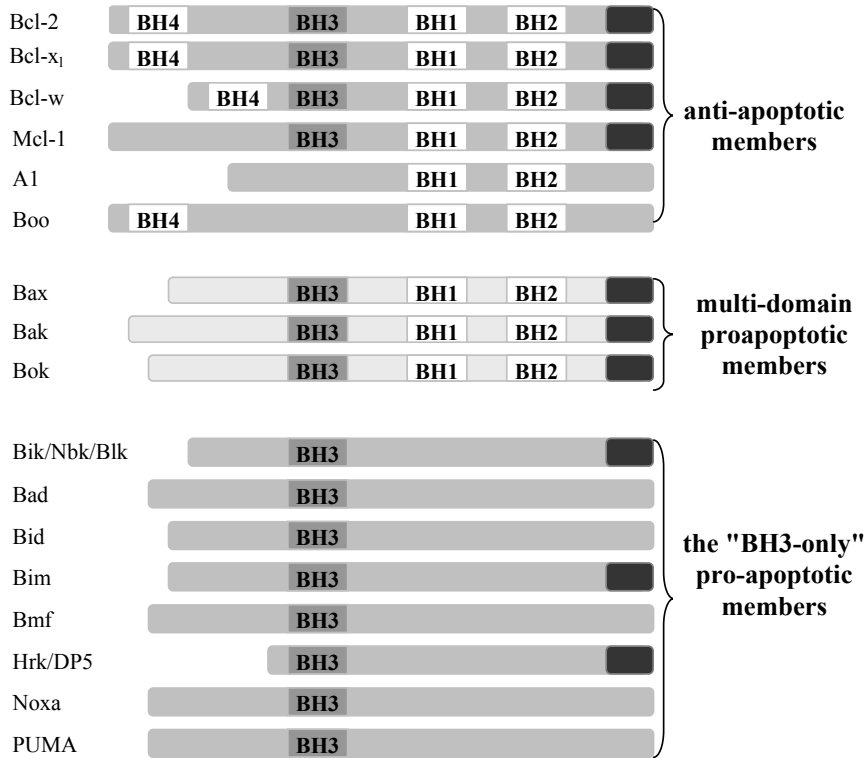 Bcl-2 BH4 BH3 BH1 BH2
Bcl-xl BH4 BH3 BH1 BH2
Bcl-w BH4 BH3 BH1 BH2
Mcl-1 BH3 BH1 BH2
A1 BH1 BH2
Boo BH4 BH1 BH2
anti-apoptotic
members
Bax BH3 BH1 BH2
Bak BH3 BH1 BH2
Bok BH3 BH1 BH2
multi-domain
proapoptotic
members
Bik/Nbk/Blk BH3
Bad BH3
Bid BH3
Bim BH3
Bmf BH3
Hrk/DP5 BH3
Noxa BH3
PUMA BH3
the "BH3-only"
pro-apoptotic
members